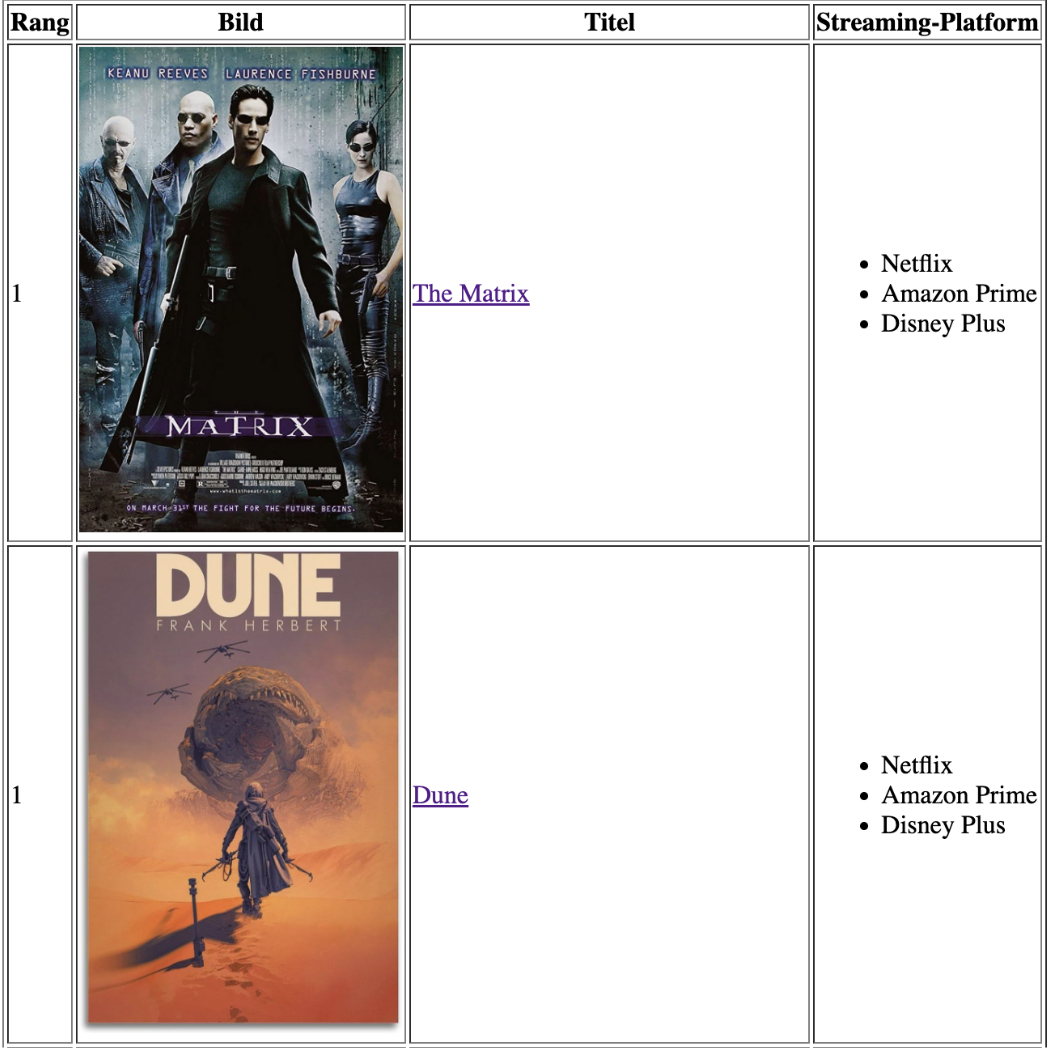 Rang Bild Titel Streaming-Platform
KEANU REEVES LAURENCE FISHBURNE
THE
MATRIX
www.whatisthematrix.com
ON MARCH 31ST THE FIGHT FOR THE FUTURE BEGINS.
1
The Matrix
• Netflix
• Amazon Prime
• Disney Plus
DUNE
FRANK HERBERT
1
Dune
• Netflix
• Amazon Prime
• Disney Plus